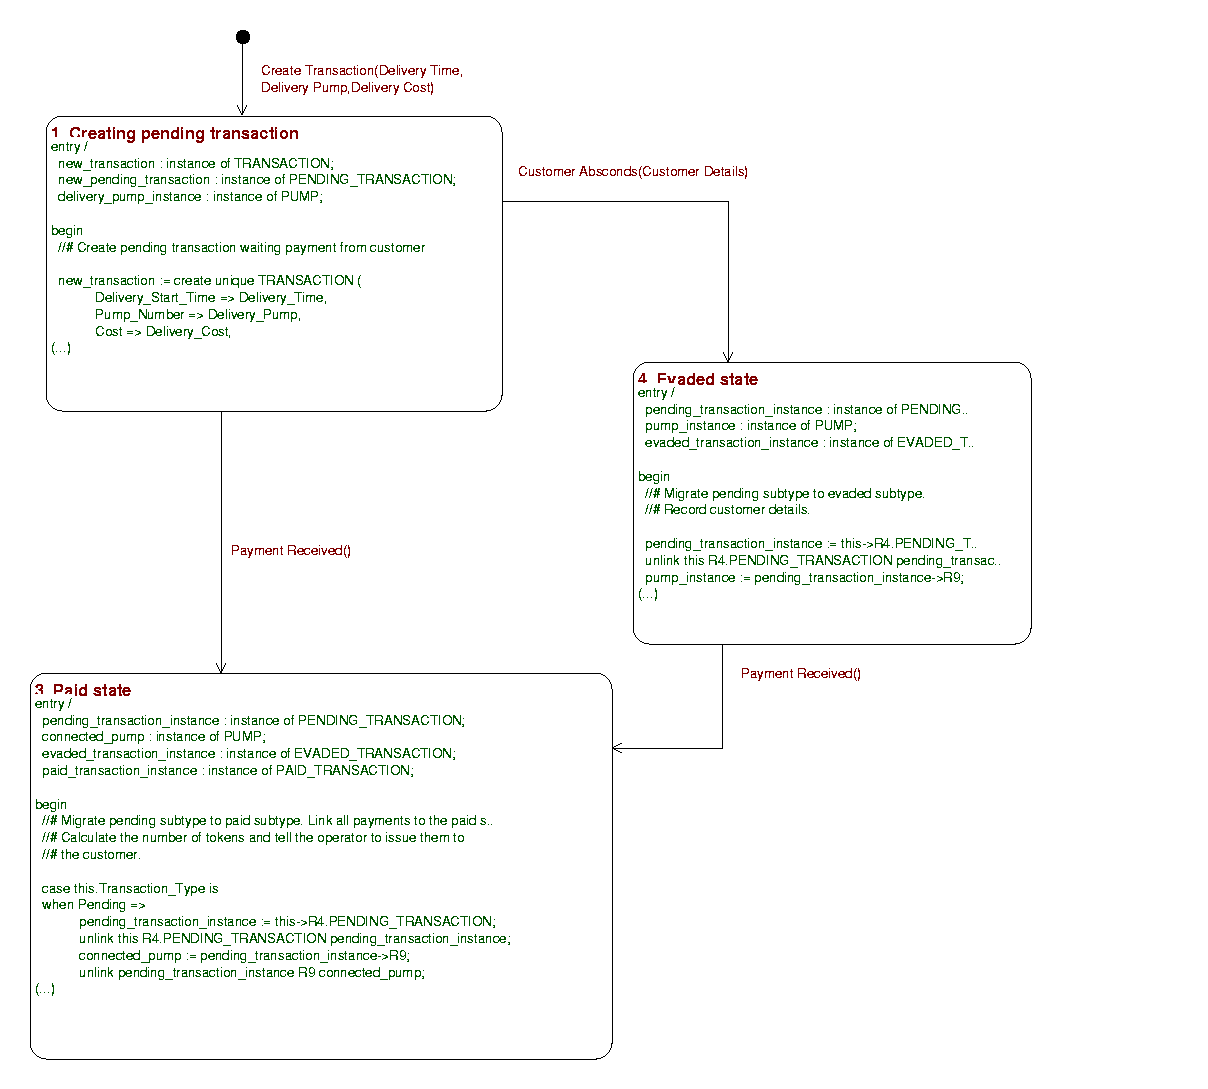 Create Transaction(Delivery Time,
Delivery Pump,Delivery Cost)
1. Creating pending transaction
entry /
new_transaction : instance of TRANSACTION;
new_pending_transaction : instance of PENDING_TRANSACTION;
delivery_pump_instance : instance of PUMP;
begin
//# Create pending transaction waiting payment from customer
new_transaction := create unique TRANSACTION (
Delivery_Start_Time => Delivery_Time,
Pump_Number => Delivery_Pump,
Cost => Delivery_Cost,
(...)
Customer Absconds(Customer Details)
4. Evaded state
entry /
pending_transaction_instance : instance of PENDING..
pump_instance : instance of PUMP;
evaded_transaction_instance : instance of EVADED_T..
begin
//# Migrate pending subtype to evaded subtype.
//# Record customer details.
pending_transaction_instance := this->R4.PENDING_T..
unlink this R4.PENDING_TRANSACTION pending_transac..
pump_instance := pending_transaction_instance->R9;
(...)
Payment Received()
Payment Received()
3. Paid state
entry /
pending_transaction_instance : instance of PENDING_TRANSACTION;
connected_pump : instance of PUMP;
evaded_transaction_instance : instance of EVADED_TRANSACTION;
paid_transaction_instance : instance of PAID_TRANSACTION;
begin
//# Migrate pending subtype to paid subtype. Link all payments to the paid s..
//# Calculate the number of tokens and tell the operator to issue them to
//# the customer.
case this.Transaction_Type is
when Pending =>
pending_transaction_instance := this->R4.PENDING_TRANSACTION;
unlink this R4.PENDING_TRANSACTION pending_transaction_instance;
connected_pump := pending_transaction_instance->R9;
unlink pending_transaction_instance R9 connected_pump;
(...)